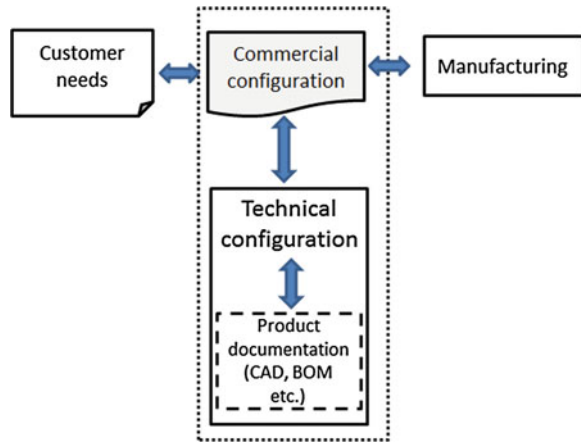 Customer
needs
Commercial
configuration
Manufacturing
Technical
configuration
Product
documentation
(CAD, BOM
etc.)